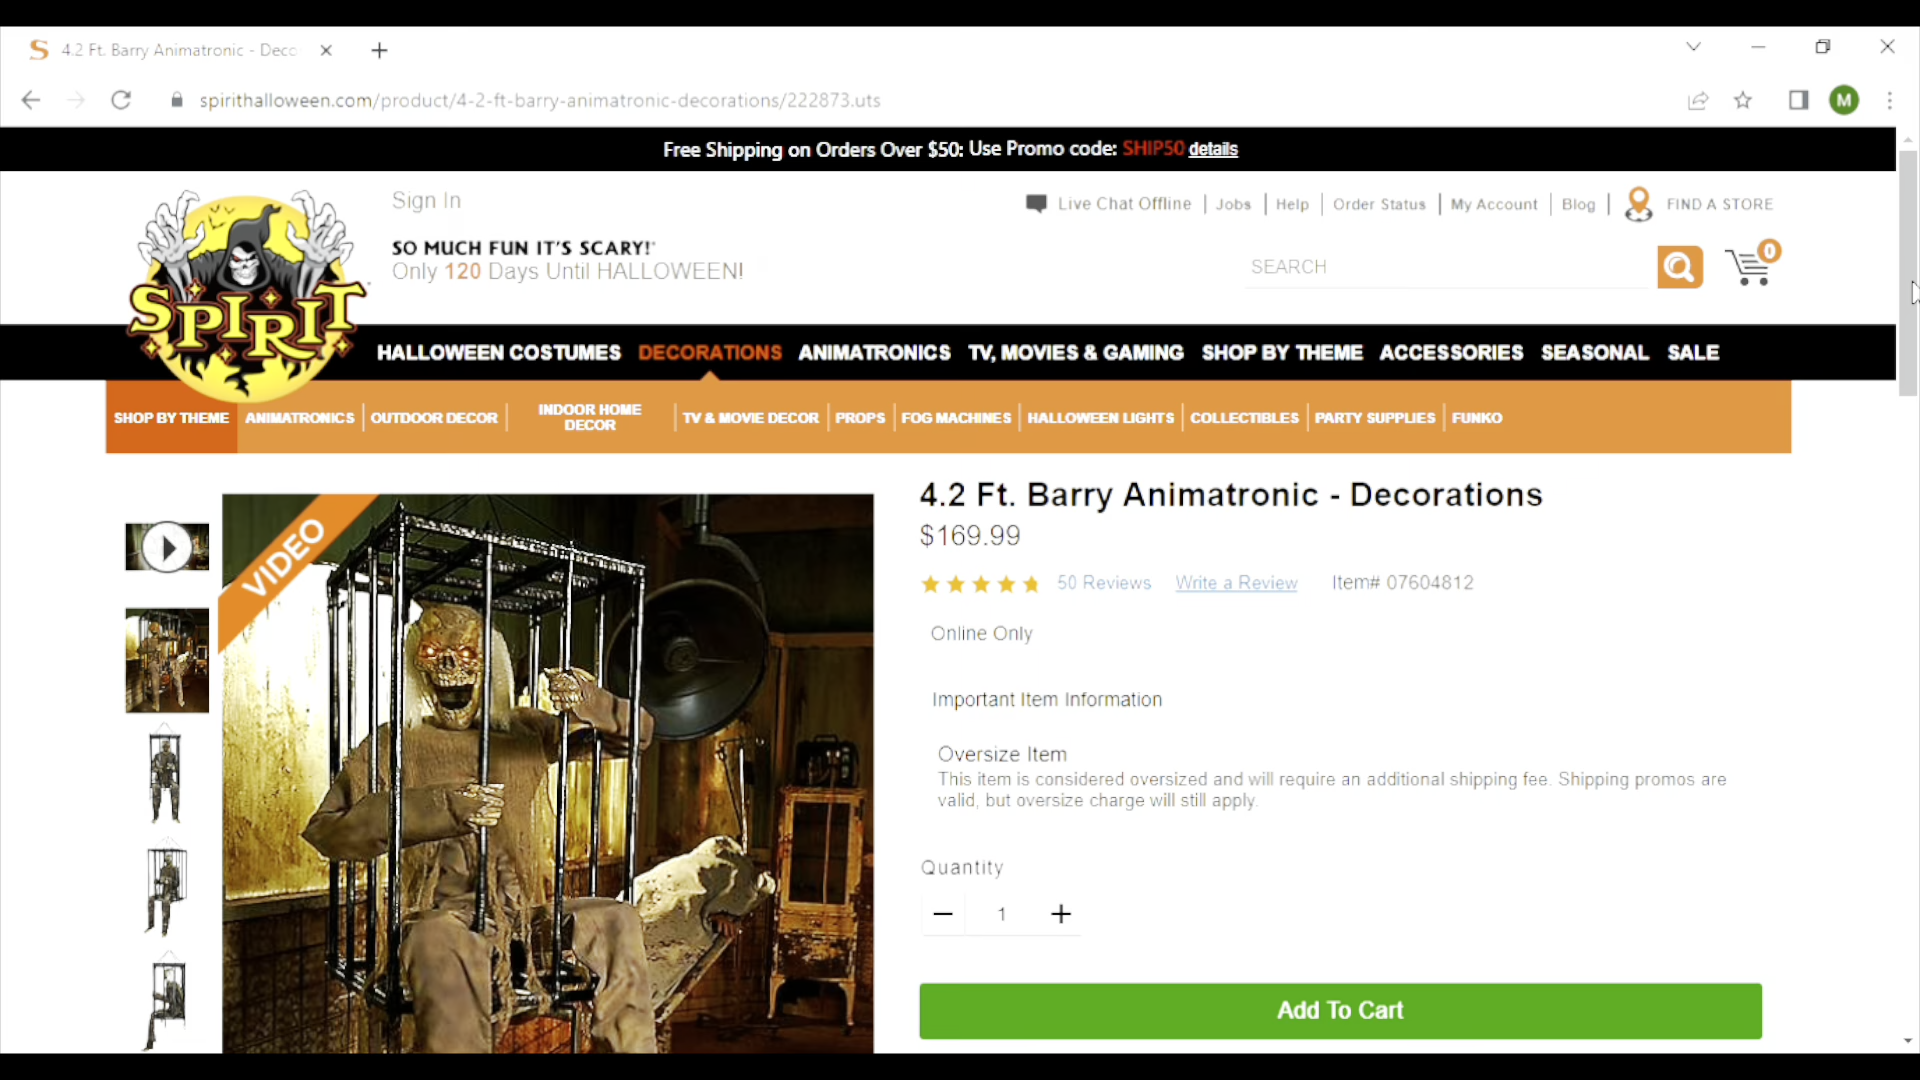 4.2 Ft. Barry Animatronic - Deco
spirithalloween.com/product/4-2-ft-barry-animatronic-decorations/222873.uts
M
Free Shipping on Orders Over $50: Use Promo code: SHIP50 details
Sign In
Live Chat Offline | Jobs | Help | Order Status | My Account | Blog | FIND A STORE
SO MUCH FUN IT'S SCARY!
Only 120 Days Until HALLOWEEN!
SEARCH
0
SPIRIT
HALLOWEEN COSTUMES DECORATIONS ANIMATRONICS TV, MOVIES & GAMING SHOP BY THEME ACCESSORIES SEASONAL SALE
SHOP BY THEME ANIMATRONICS OUTDOOR DECOR INDOOR HOME DECOR TV & MOVIE DECOR PROPS FOG MACHINES HALLOWEEN LIGHTS COLLECTIBLES PARTY SUPPLIES FUNKO
VIDEO
4.2 Ft. Barry Animatronic - Decorations
$169.99
50 Reviews Write a Review Item# 07604812
Online Only
Important Item Information
Oversize Item
This item is considered oversized and will require an additional shipping fee. Shipping promos are
valid, but oversize charge will still apply.
Quantity
1
Add To Cart